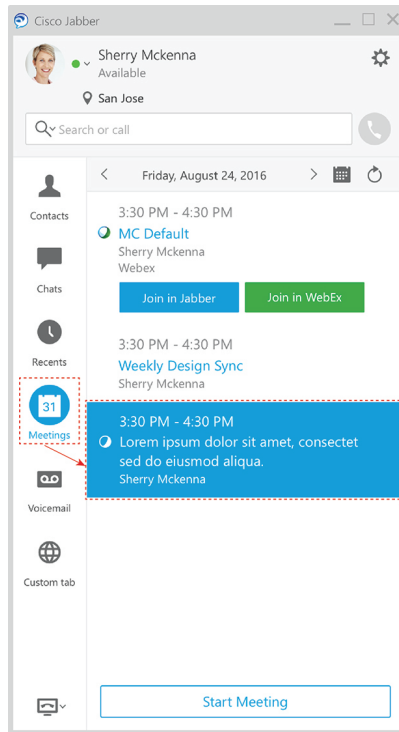 Cisco Jabber
Sherry Mckenna
Available
San Jose
Search or call
Contacts
Chats
Recents
31
Meetings
Voicemail
Custom tab
Friday, August 24, 2016
3:30 PM - 4:30 PM
MC Default
Sherry Mckenna
Webex
Join in Jabber
Join in WebEx
3:30 PM - 4:30 PM
Weekly Design Sync
Sherry Mckenna
3:30 PM - 4:30 PM
Lorem ipsum dolor sit amet, consectet
sed do eiusmod aliqua.
Sherry Mckenna
Start Meeting